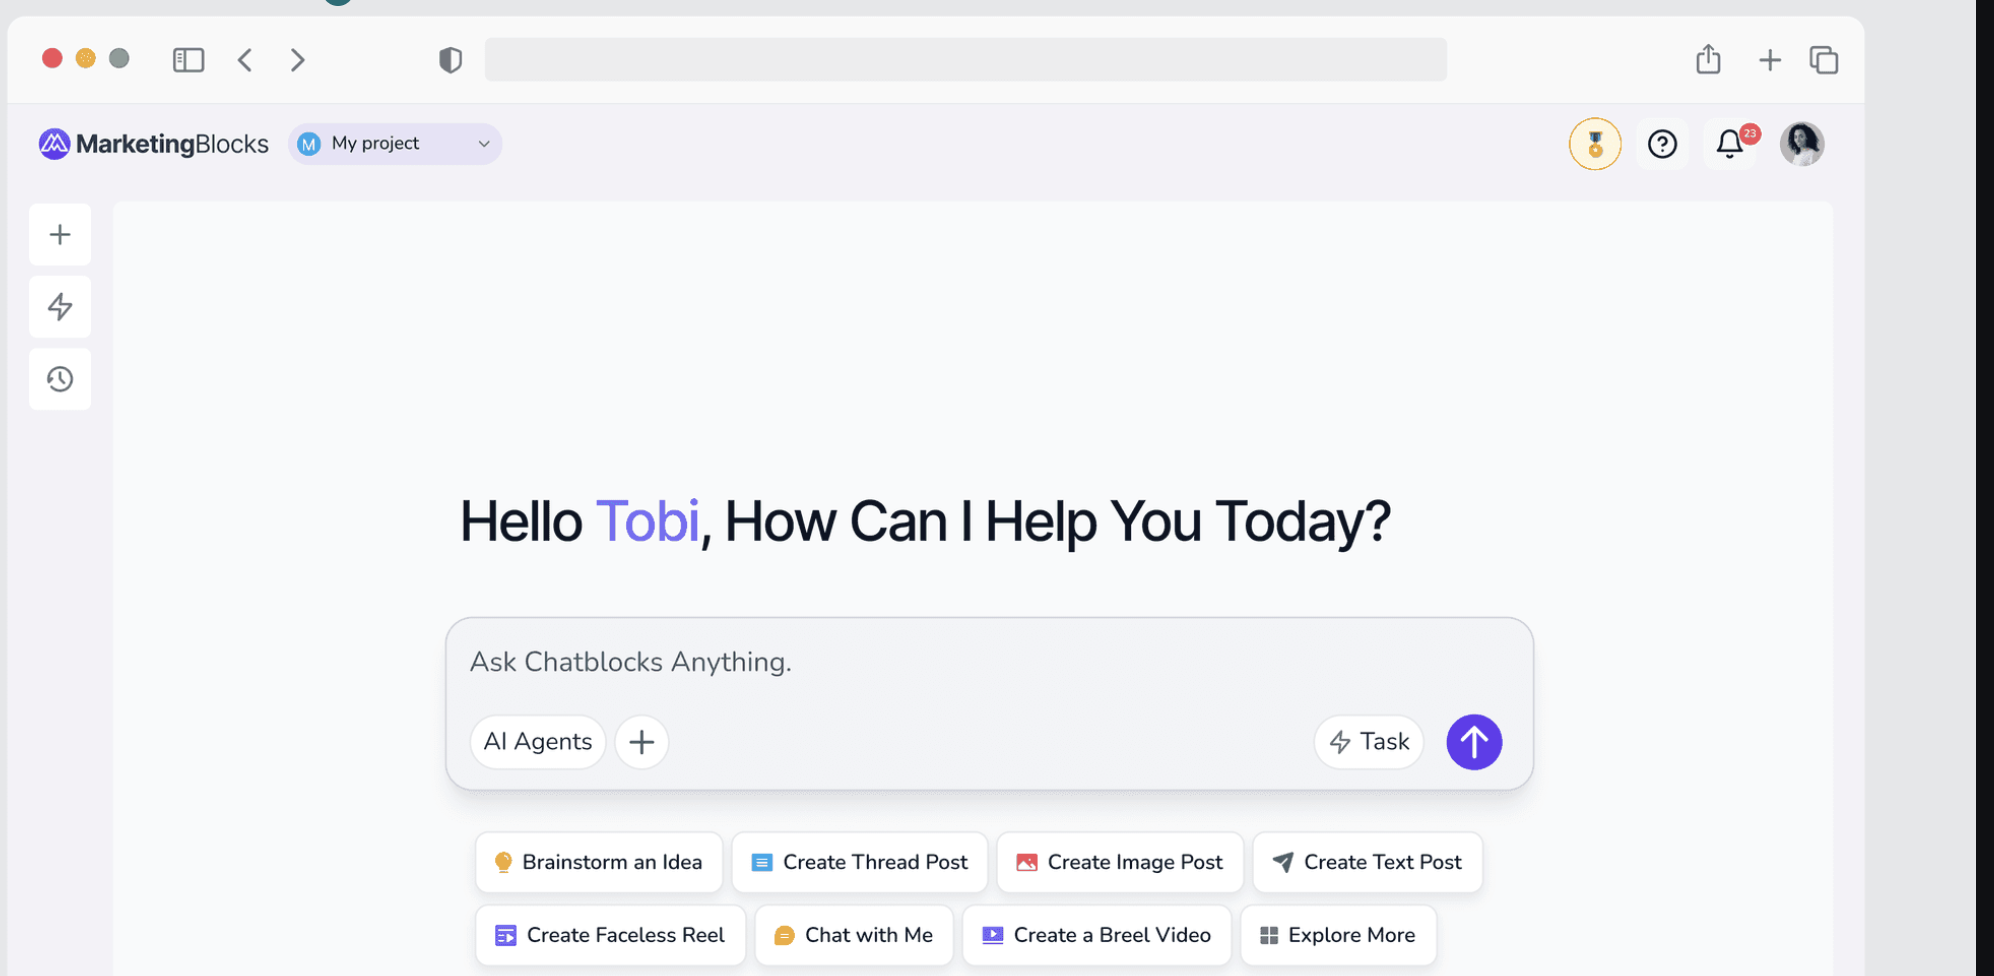 MarketingBlocks
M My project
23
Hello Tobi, How Can I Help You Today?
Ask Chatblocks Anything.
AI Agents
Task
Brainstorm an Idea
Create Thread Post
Create Image Post
Create Text Post
Create Faceless Reel
Chat with Me
Create a Breel Video
Explore More